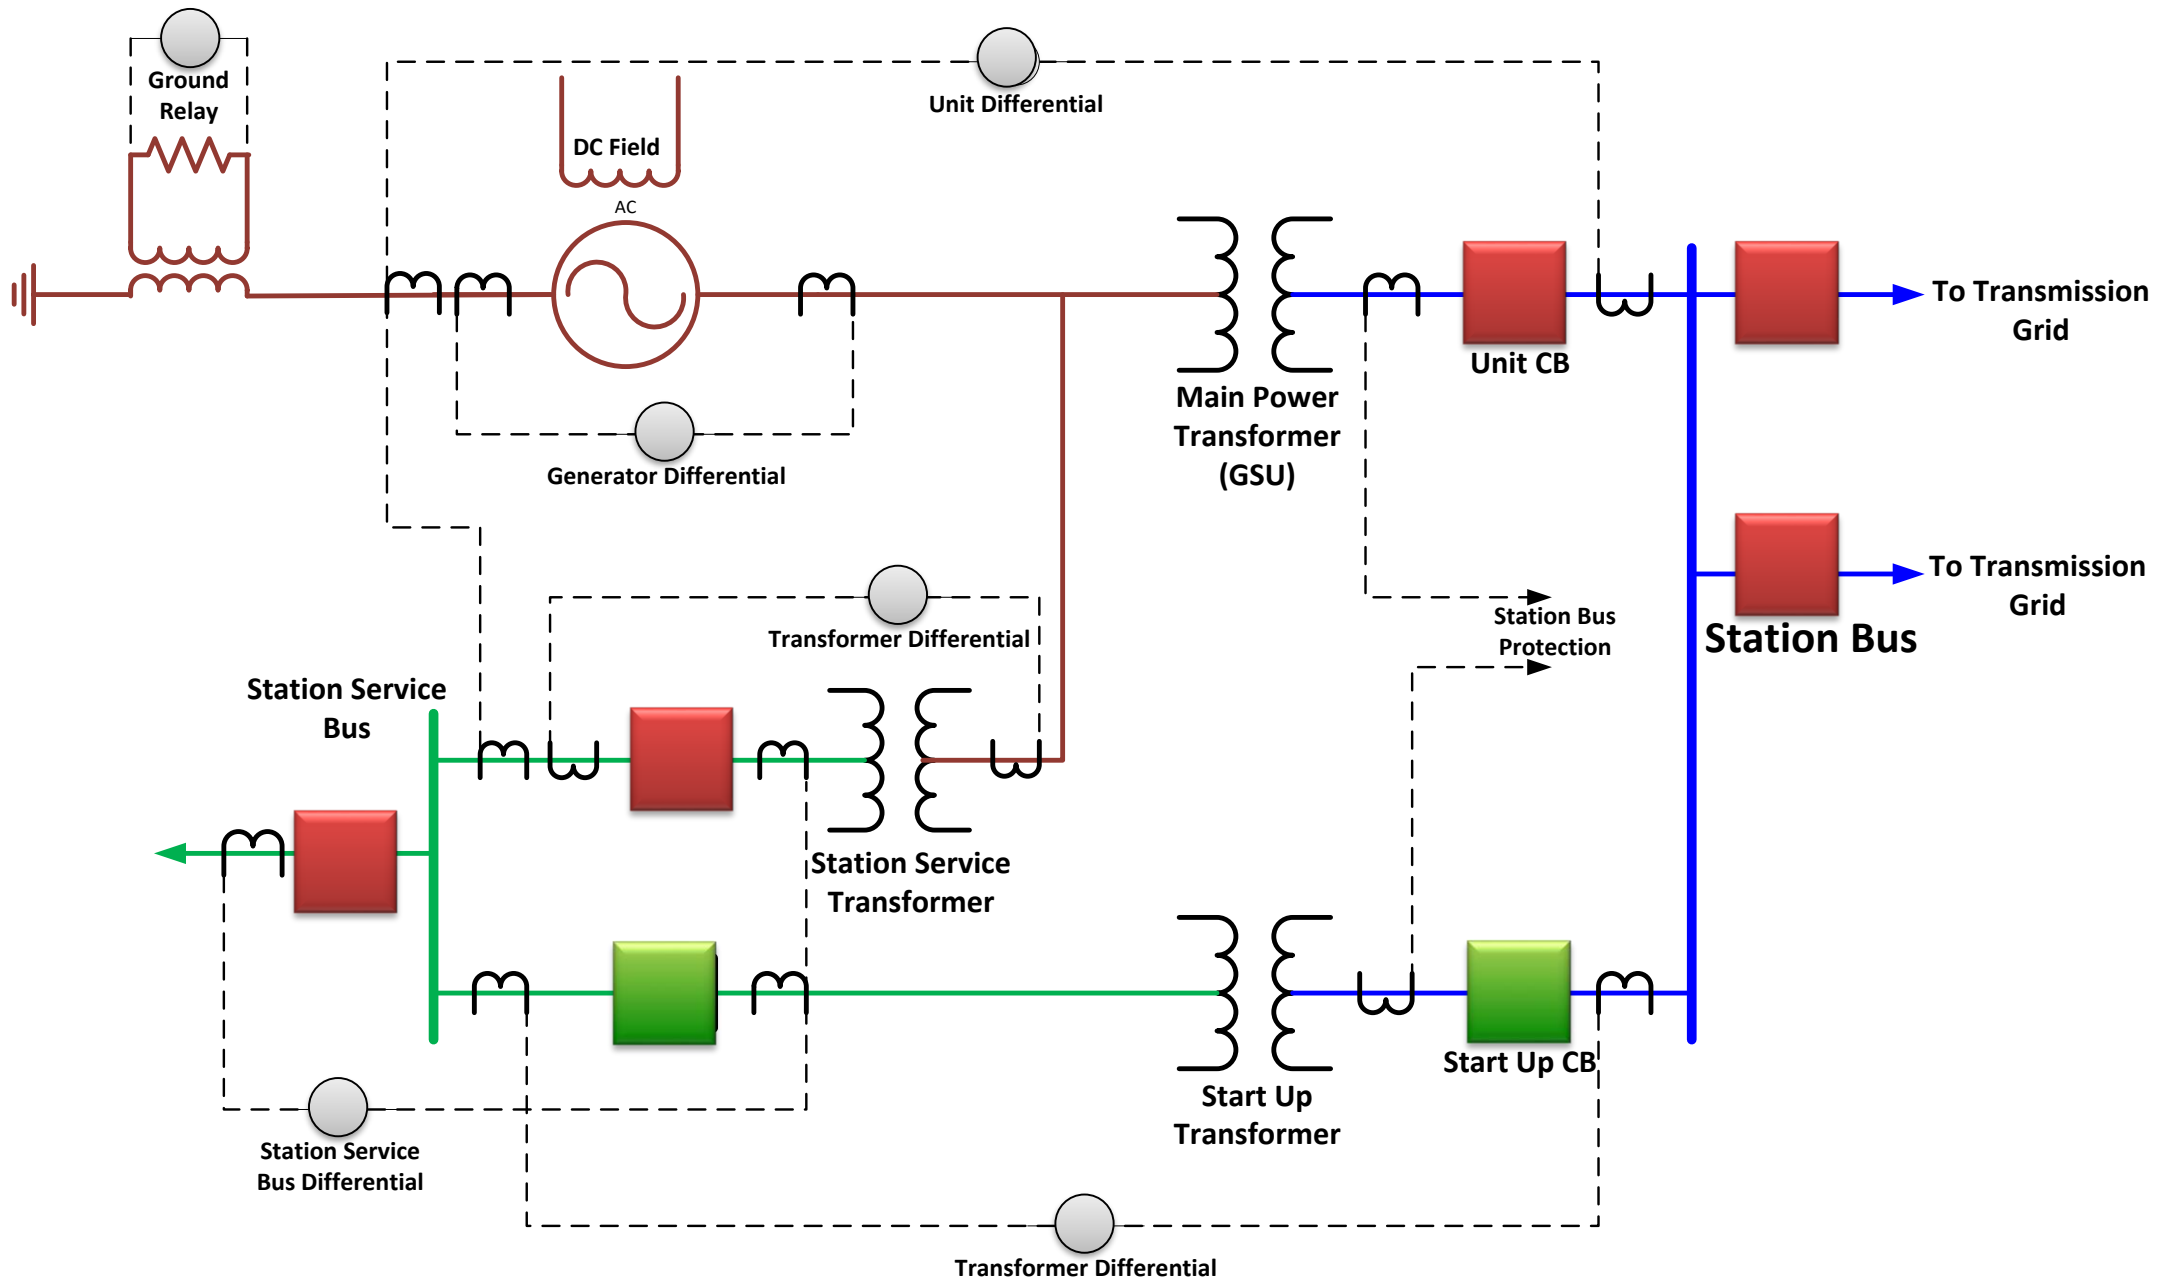 Ground
Relay
Unit Differential
DC Field
AC
To Transmission
Grid
Unit CB
Main Power
Transformer
(GSU)
Generator Differential
To Transmission
Grid
Station Bus
Protection
Station Bus
Transformer Differential
Station Service
Bus
Station Service
Transformer
Start Up CB
Start Up
Transformer
Station Service
Bus Differential
Transformer Differential